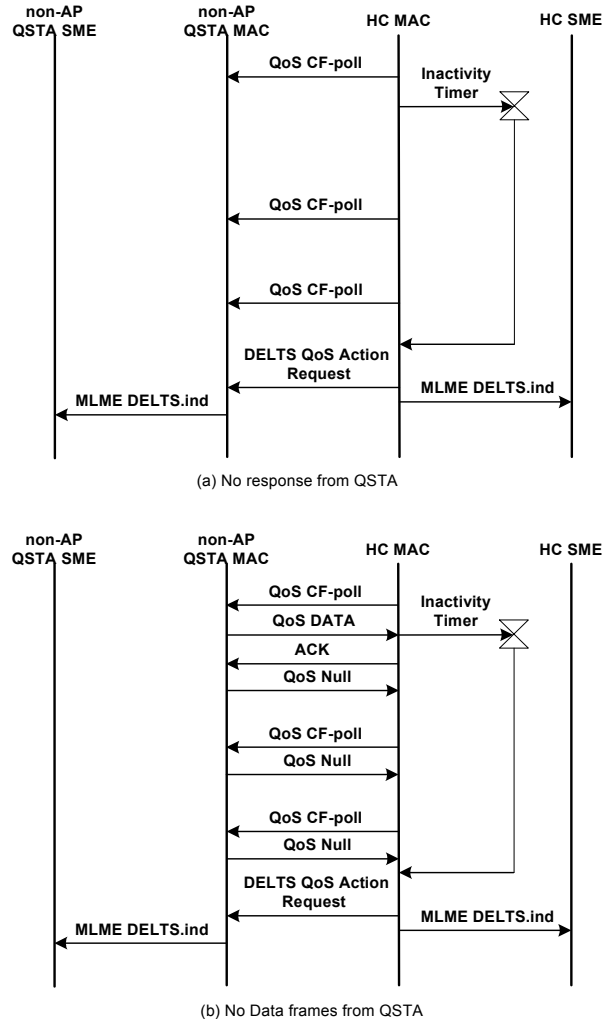 non-AP
QSTA SME
non-AP
QSTA MAC
HC MAC
HC SME
QoS CF-poll
Inactivity
Timer
QoS CF-poll
QoS CF-poll
DELTS QoS Action
Request
MLME DELTS.ind
MLME DELTS.ind
(a) No response from QSTA
non-AP
QSTA SME
non-AP
QSTA MAC
HC MAC
HC SME
QoS CF-poll
Inactivity
Timer
QoS DATA
ACK
QoS Null
QoS CF-poll
QoS Null
QoS CF-poll
QoS Null
DELTS QoS Action
Request
MLME DELTS.ind
MLME DELTS.ind
(b) No Data frames from QSTA